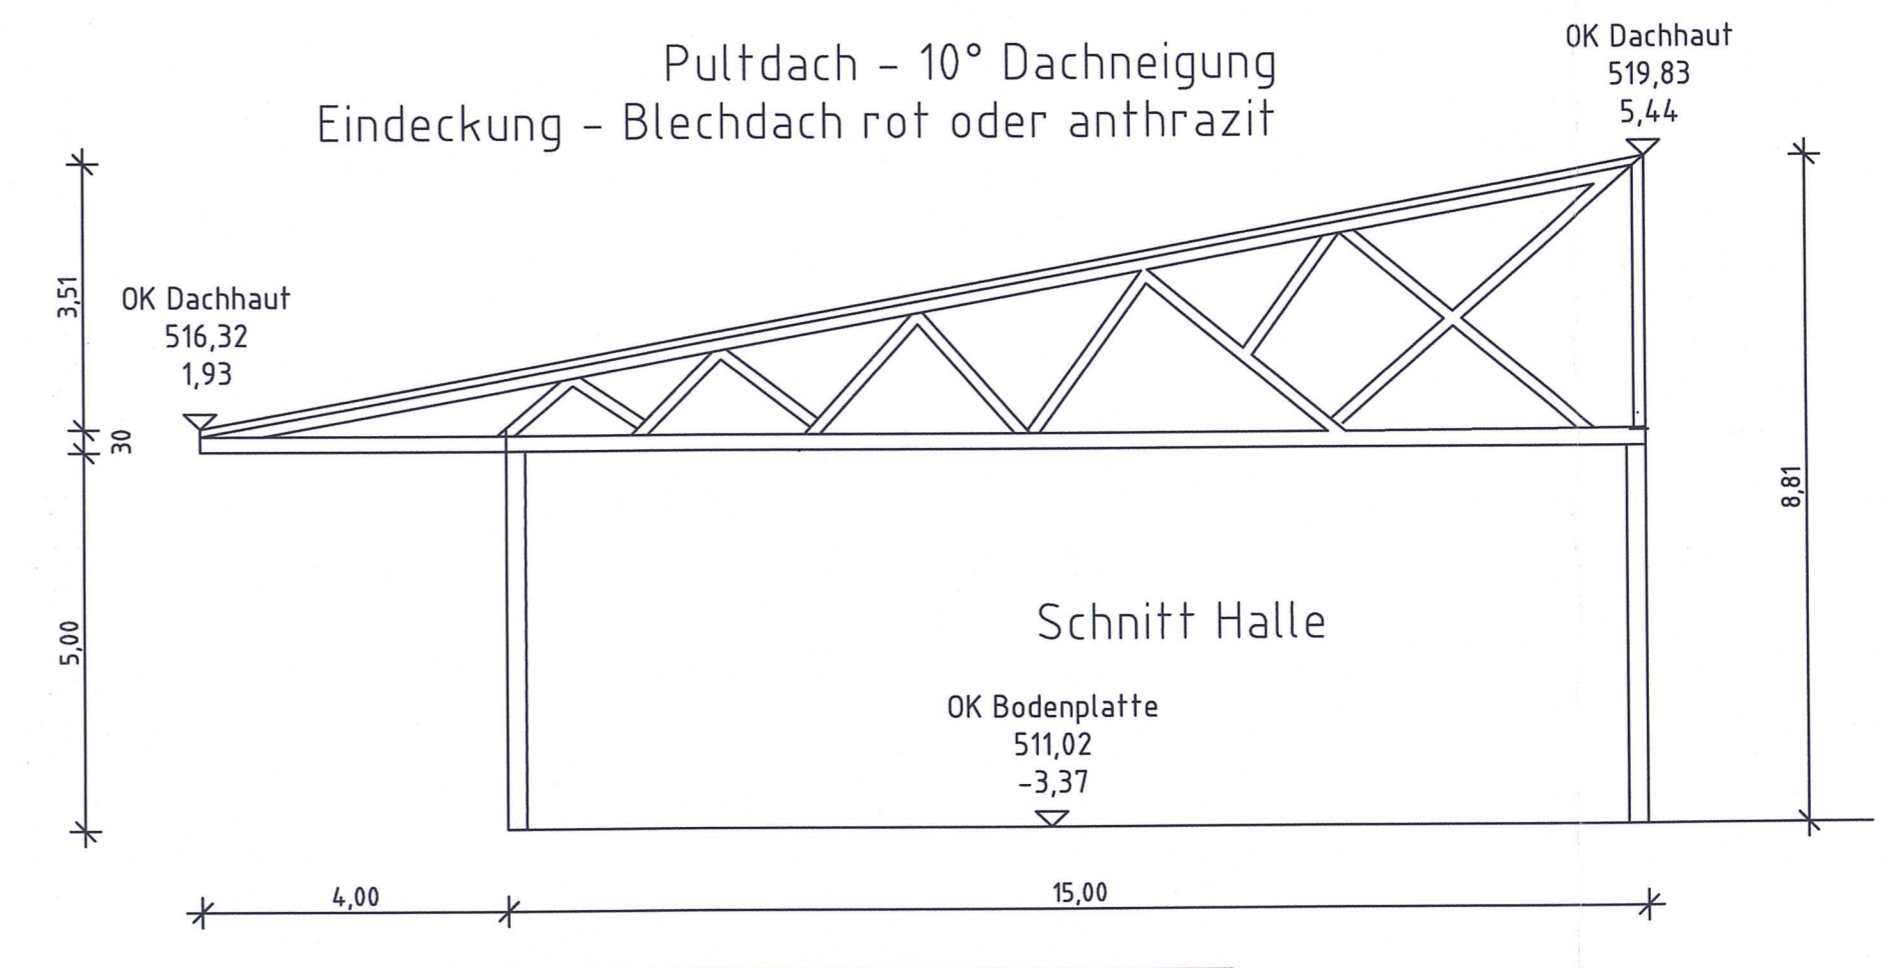 Pultdach - 10° Dachneigung
Eindeckung - Blechdach rot oder anthrazit
OK Dachhaut
519,83
5,44
3,51
OK Dachhaut
516,32
1,93
30
8,81
5,00
Schnitt Halle
OK Bodenplatte
511,02
-3,37
4,00
15,00